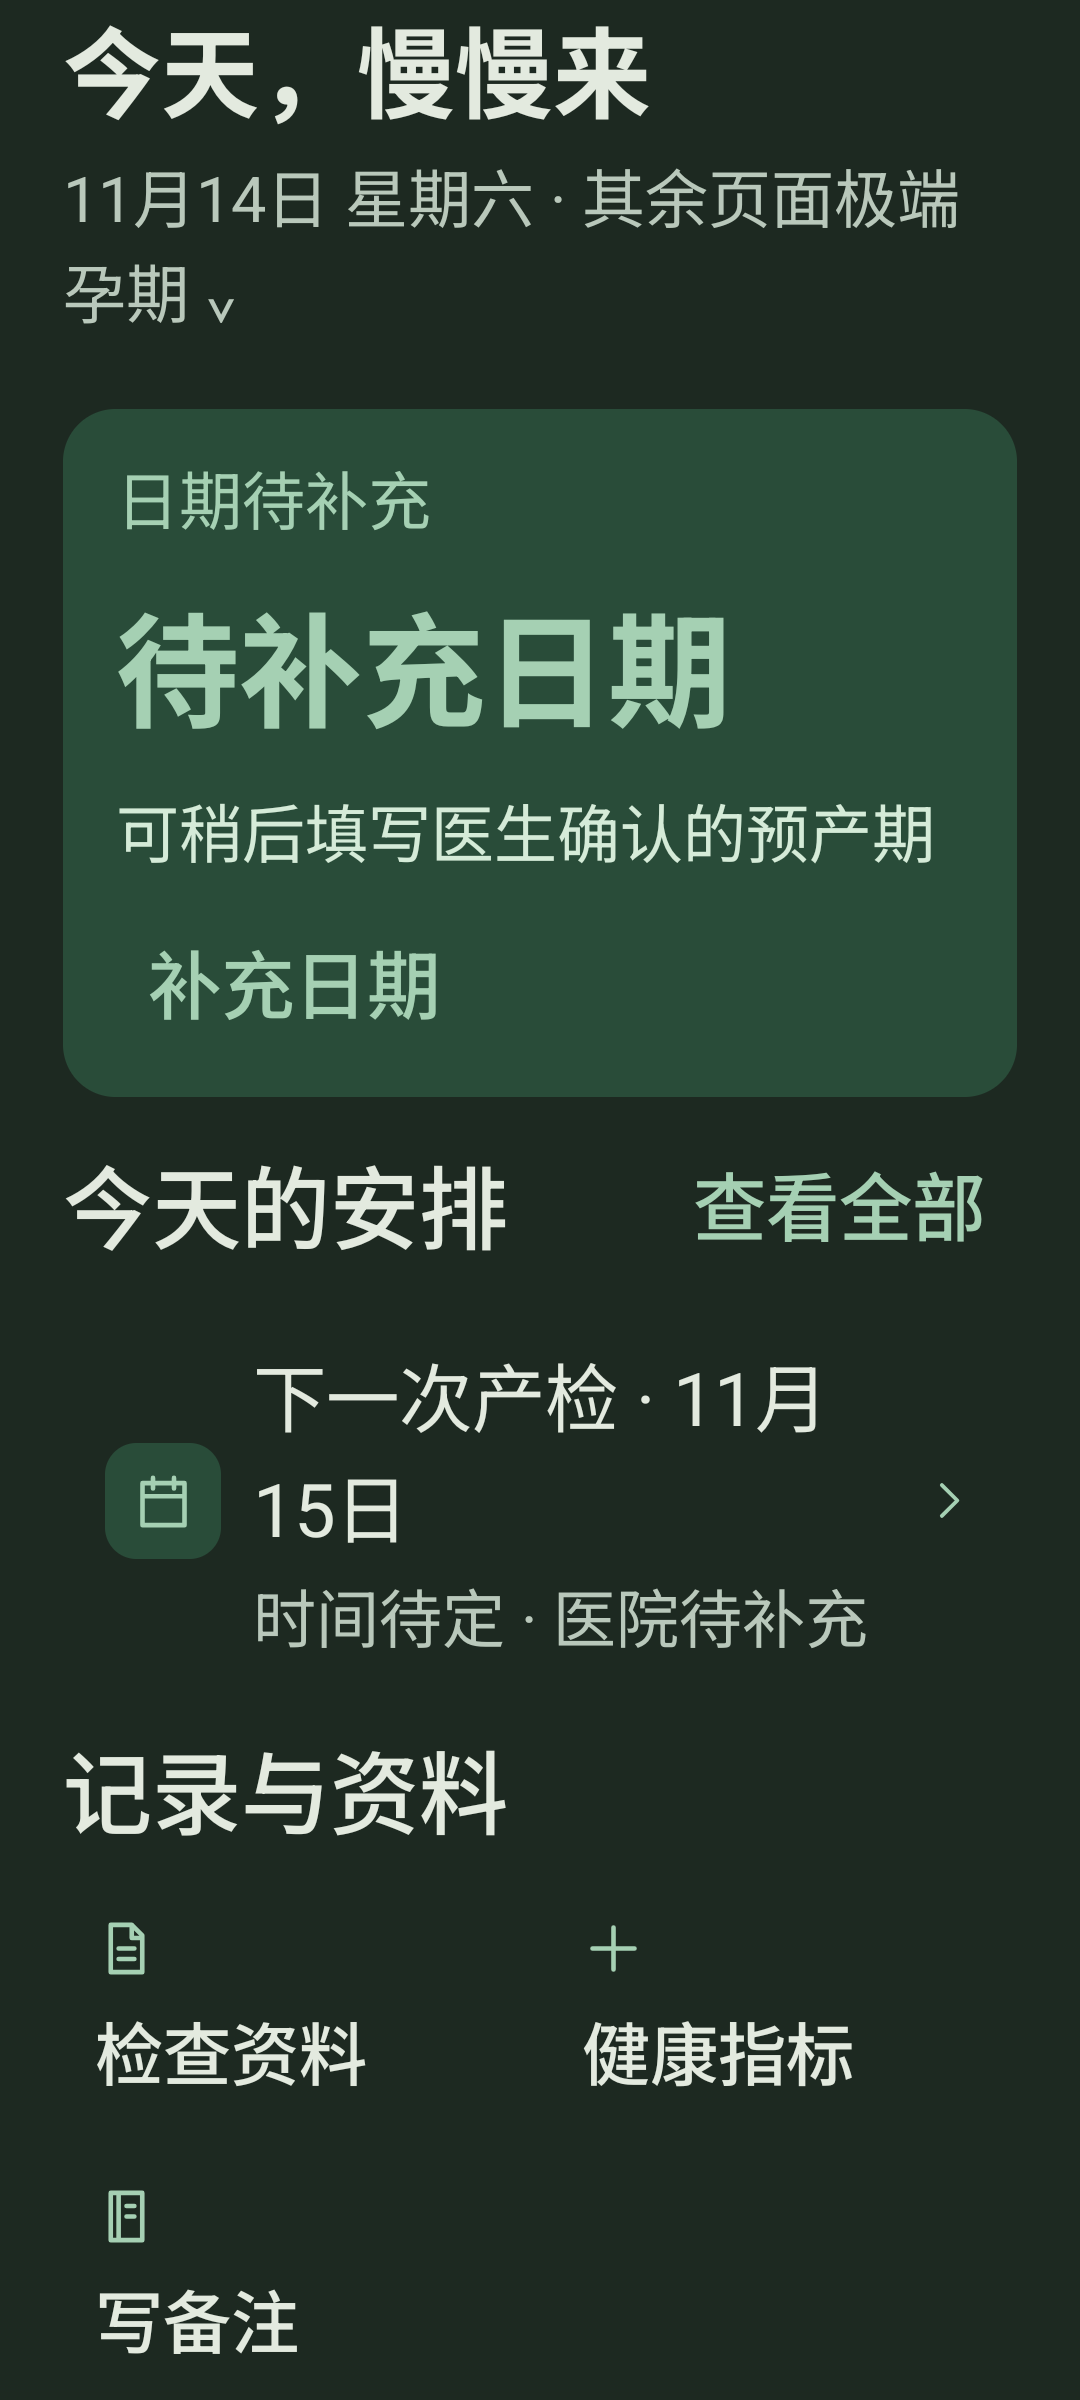 今天，慢慢来
11月14日 星期六 · 其余页面极端
孕期
日期待补充
待补充日期
可稍后填写医生确认的预产期
补充日期
今天的安排
查看全部
下一次产检 · 11月
15日
时间待定 · 医院待补充
记录与资料
检查资料
健康指标
写备注